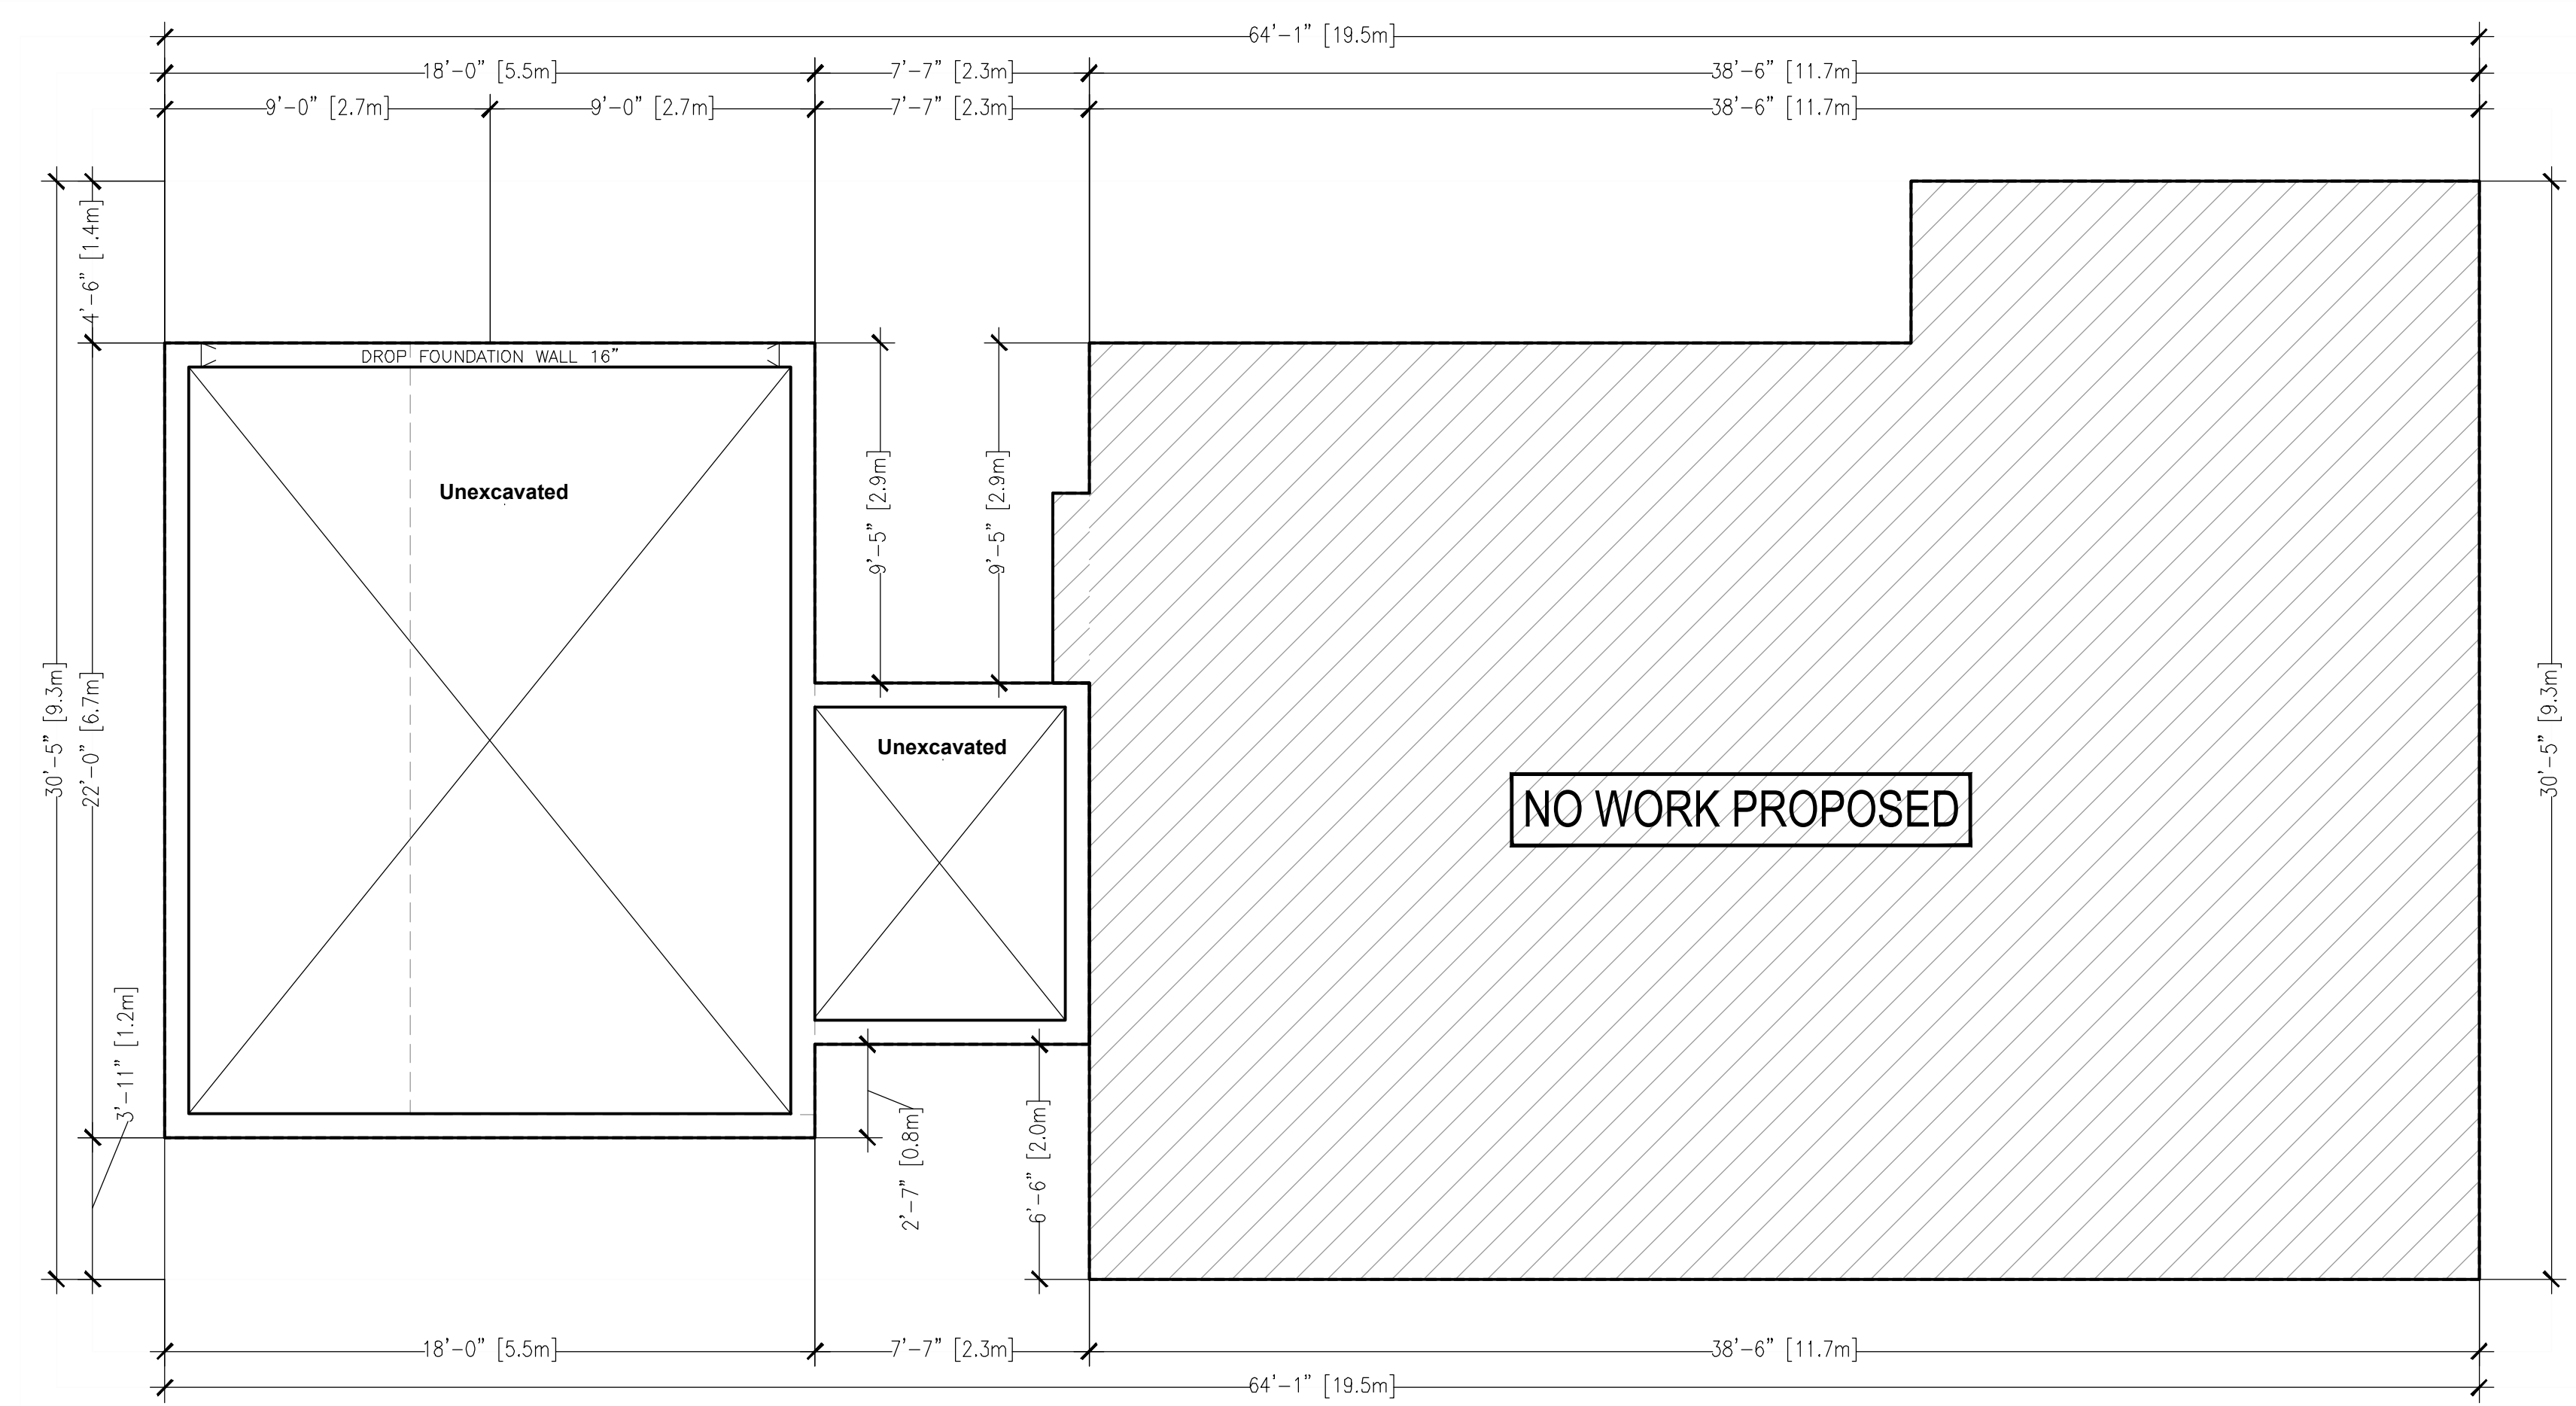 64'-1" [19.5m]
18'-0" [5.5m]
7'-7" [2.3m]
38'-6" [11.7m]
9'-0" [2.7m]
9'-0" [2.7m]
7'-7" [2.3m]
38'-6" [11.7m]
4'-6" [1.4m]
DROP FOUNDATION WALL 16"
Unexcavated
9'-5" [2.9m]
9'-5" [2.9m]
30'-5" [9.3m]
22'-0" [6.7m]
30'-5" [9.3m]
Unexcavated
NO WORK PROPOSED
3'-11" [1.2m]
2'-7" [0.8m]
6'-6" [2.0m]
18'-0" [5.5m]
7'-7" [2.3m]
38'-6" [11.7m]
64'-1" [19.5m]